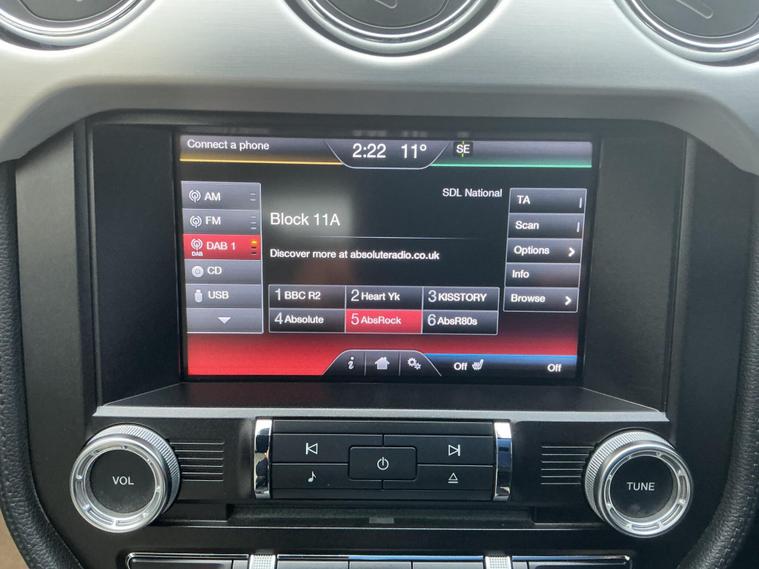 Connect a phone
2:22 11° SE
AM
FM
DAB 1
DAB
CD
USB
SDL National
Block 11A
Discover more at absoluteradio.co.uk
TA
Scan
Options
Info
Browse
1 BBC R2 2 Heart Yk 3 KISSTORY
4 Absolute 5 AbsRock 6 AbsR80s
i Off Off
VOL
TUNE